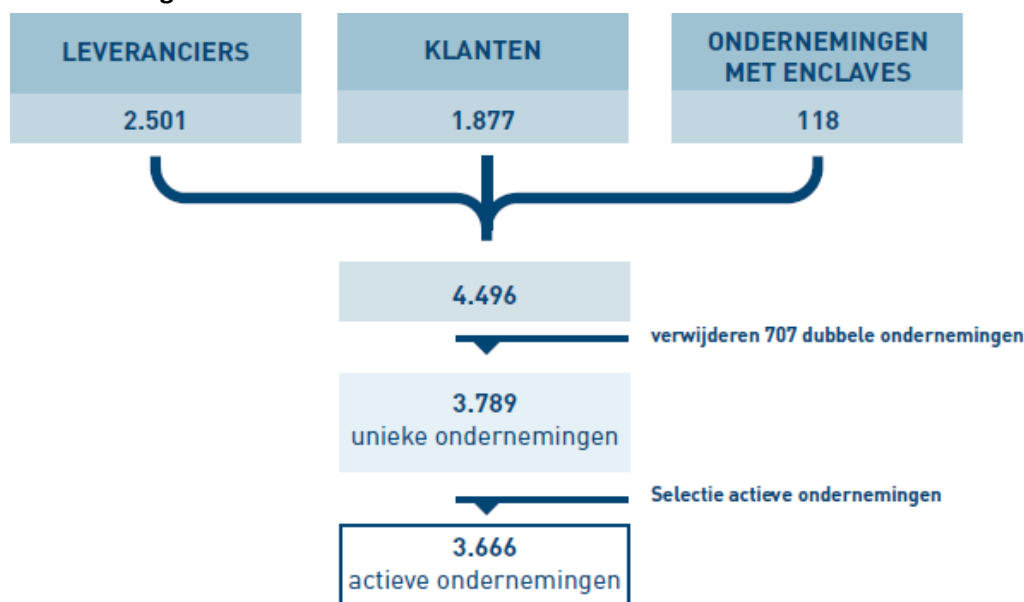 LEVERANCIERS
2.501
KLANTEN
1.877
ONDERNEMINGEN
MET ENCLAVES
118
4.496
verwijderen 707 dubbele ondernemingen
3.789
unieke ondernemingen
Selectie actieve ondernemingen
3.666
actieve ondernemingen